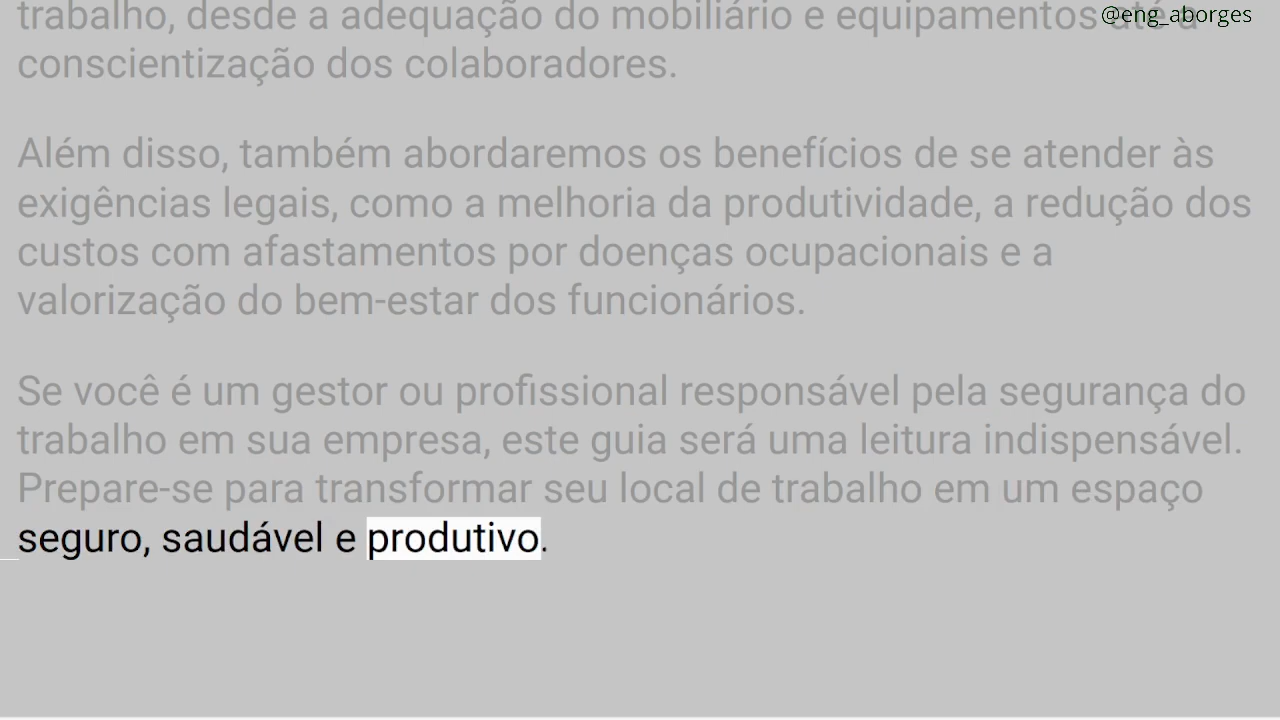 @eng_aborges
trabalho, desde a adequação do mobiliário e equipamentos até a
conscientização dos colaboradores.
Além disso, também abordaremos os benefícios de se atender às
exigências legais, como a melhoria da produtividade, a redução dos
custos com afastamentos por doenças ocupacionais e a
valorização do bem-estar dos funcionários.
Se você é um gestor ou profissional responsável pela segurança do
trabalho em sua empresa, este guia será uma leitura indispensável.
Prepare-se para transformar seu local de trabalho em um espaço
seguro, saudável e produtivo.